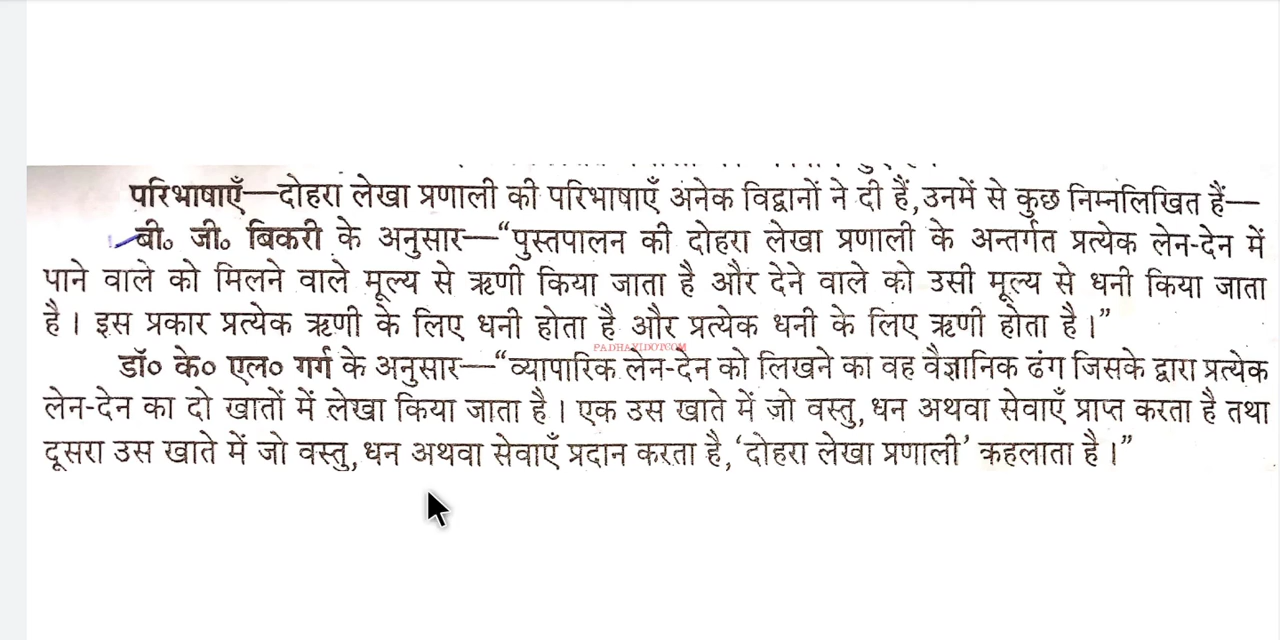 परिभाषाएँ—दोहरा लेखा प्रणाली की परिभाषाएँ अनेक विद्वानों ने दी हैं, उनमें से कुछ निम्नलिखित हैं—
बी० जी० बिकरी के अनुसार—“पुस्तपालन की दोहरा लेखा प्रणाली के अन्तर्गत प्रत्येक लेन-देन में
पाने वाले को मिलने वाले मूल्य से ऋणी किया जाता है और देने वाले को उसी मूल्य से धनी किया जाता
है। इस प्रकार प्रत्येक ऋणी के लिए धनी होता है और प्रत्येक धनी के लिए ऋणी होता है।”
PADHAYIDOTCOM
डॉ० के० एल० गर्ग के अनुसार—“व्यापारिक लेन-देन को लिखने का वह वैज्ञानिक ढंग जिसके द्वारा प्रत्येक
लेन-देन का दो खातों में लेखा किया जाता है। एक उस खाते में जो वस्तु, धन अथवा सेवाएँ प्राप्त करता है तथा
दूसरा उस खाते में जो वस्तु, धन अथवा सेवाएँ प्रदान करता है, ‘दोहरा लेखा प्रणाली’ कहलाता है।”